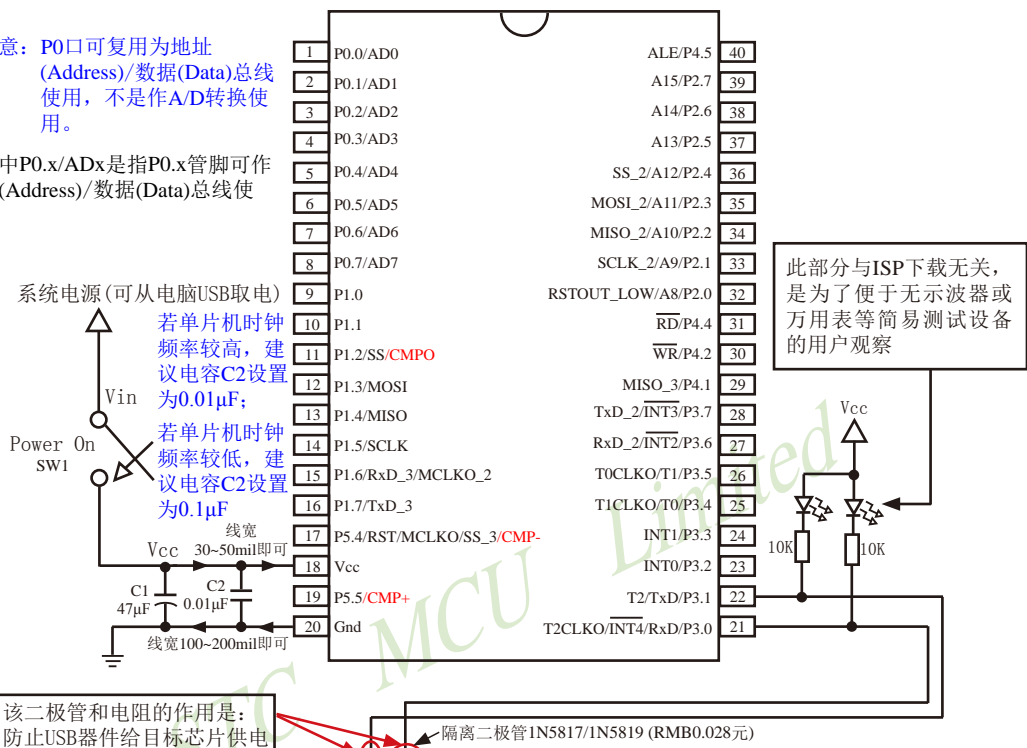 意：P0口可复用为地址
(Address)/数据(Data)总线
使用，不是作A/D转换使
用。
中P0.x/ADx是指P0.x管脚可作
(Address)/数据(Data)总线使
系统电源(可从电脑USB取电)
若单片机时钟
频率较高，建
议电容C2设置
为0.01μF；
若单片机时钟
频率较低，建
议电容C2设置
为0.1μF
Vin
Power On
SW1
Vcc
线宽
30~50mil即可
C1
47μF
C2
0.01μF
线宽100~200mil即可
1 P0.0/AD0
2 P0.1/AD1
3 P0.2/AD2
4 P0.3/AD3
5 P0.4/AD4
6 P0.5/AD5
7 P0.6/AD6
8 P0.7/AD7
9 P1.0
10 P1.1
11 P1.2/SS/CMPO
12 P1.3/MOSI
13 P1.4/MISO
14 P1.5/SCLK
15 P1.6/RxD_3/MCLKO_2
16 P1.7/TxD_3
17 P5.4/RST/MCLKO/SS_3/CMP-
18 Vcc
19 P5.5/CMP+
20 Gnd
ALE/P4.5 40
A15/P2.7 39
A14/P2.6 38
A13/P2.5 37
SS_2/A12/P2.4 36
MOSI_2/A11/P2.3 35
MISO_2/A10/P2.2 34
SCLK_2/A9/P2.1 33
RSTOUT_LOW/A8/P2.0 32
RD/P4.4 31
WR/P4.2 30
MISO_3/P4.1 29
TxD_2/INT3/P3.7 28
RxD_2/INT2/P3.6 27
T0CLKO/T1/P3.5 26
T1CLKO/T0/P3.4 25
INT1/P3.3 24
INT0/P3.2 23
T2/TxD/P3.1 22
T2CLKO/INT4/RxD/P3.0 21
此部分与ISP下载无关，
是为了便于无示波器或
万用表等简易测试设备
的用户观察
Vcc
10K
10K
STC MCU Limited
该二极管和电阻的作用是：
防止USB器件给目标芯片供电
隔离二极管1N5817/1N5819 (RMB0.028元)